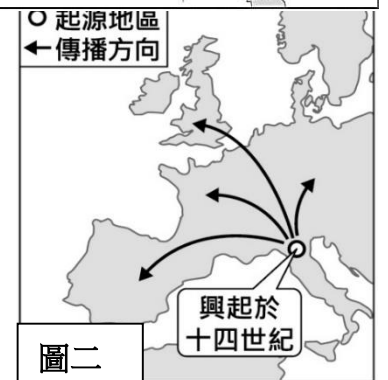 起源地區
傳播方向
興起於
十四世紀
圖二